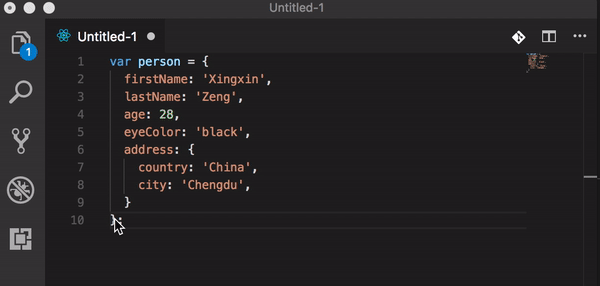 Untitled-1
Untitled-1
1
1 var person = {
2 firstName: 'Xingxin',
3 lastName: 'Zeng',
4 age: 28,
5 eyeColor: 'black',
6 address: {
7 country: 'China',
8 city: 'Chengdu',
9 }
10 };